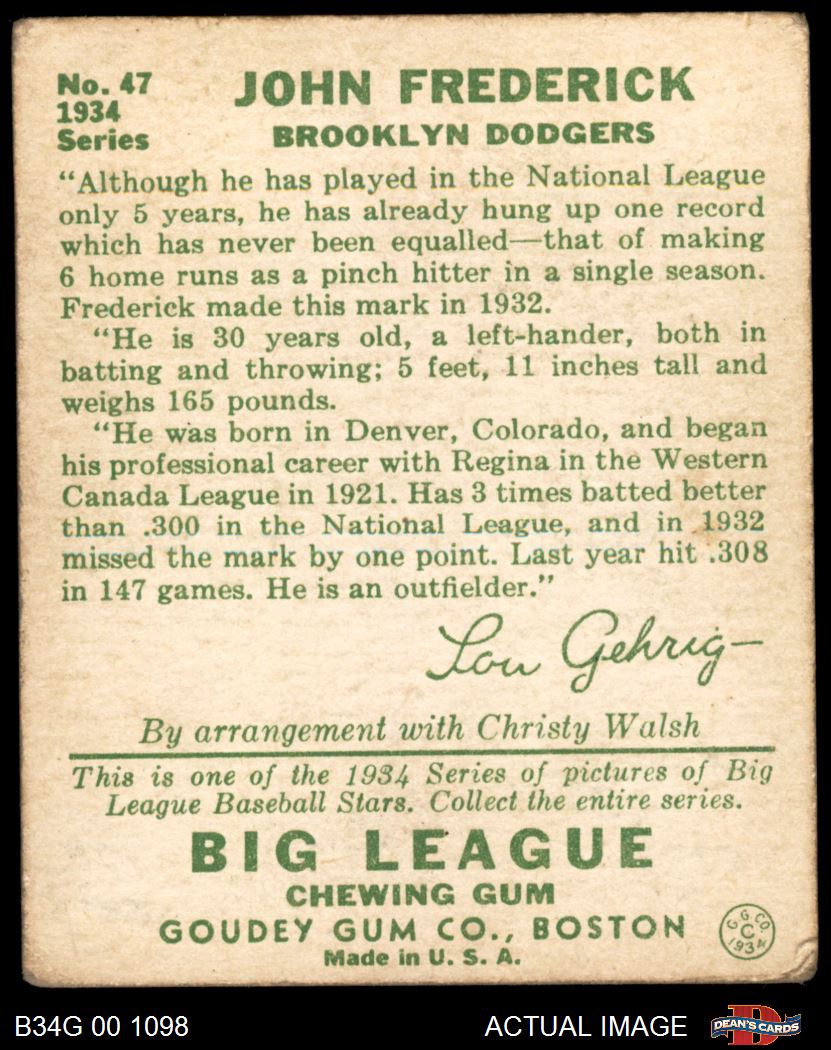 No. 47
1934
Series
JOHN FREDERICK
BROOKLYN DODGERS
"Although he has played in the National League
only 5 years, he has already hung up one record
which has never been equalled—that of making
6 home runs as a pinch hitter in a single season.
Frederick made this mark in 1932.
"He is 30 years old, a left-hander, both in
batting and throwing; 5 feet, 11 inches tall and
weighs 165 pounds.
"He was born in Denver, Colorado, and began
his professional career with Regina in the Western
Canada League in 1921. Has 3 times batted better
than .300 in the National League, and in 1932
missed the mark by one point. Last year hit .308
in 147 games. He is an outfielder."
Lou Gehrig—
By arrangement with Christy Walsh
This is one of the 1934 Series of pictures of Big
League Baseball Stars. Collect the entire series.
BIG LEAGUE
CHEWING GUM
GOUDEY GUM CO., BOSTON
Made in U. S. A.
G. G. CO.
C
1934
B34G 00 1098
ACTUAL IMAGE
D
DEAN'S CARDS